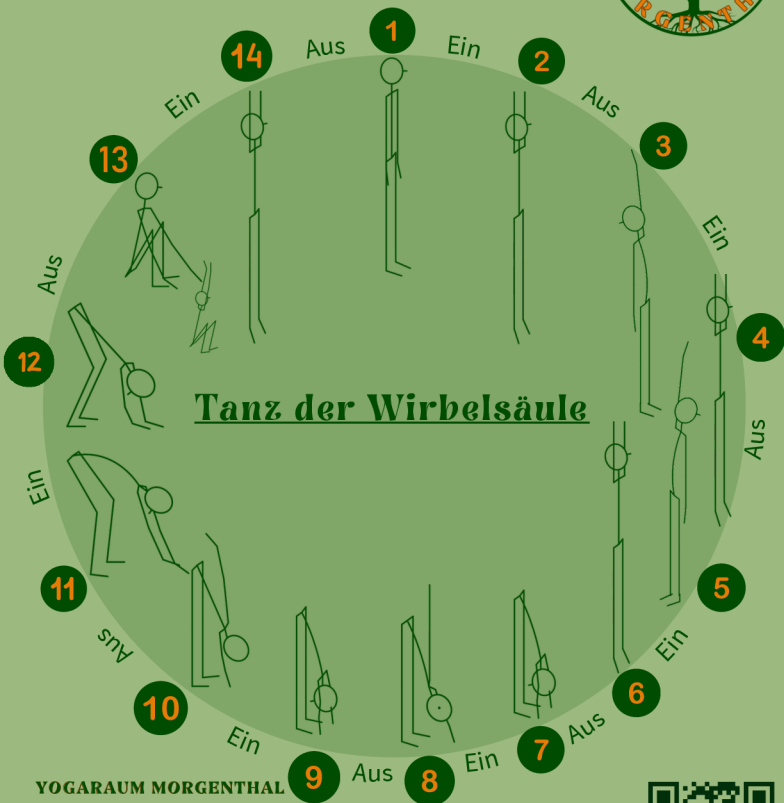 RGENTH
1
Ein
2
Aus
3
Ein
4
Aus
5
Ein
6
Aus
7
Ein
8
Aus
9
Ein
10
Aus
11
Ein
12
Aus
13
Ein
14
Aus
Tanz der Wirbelsäule
YOGARAUM MORGENTHAL